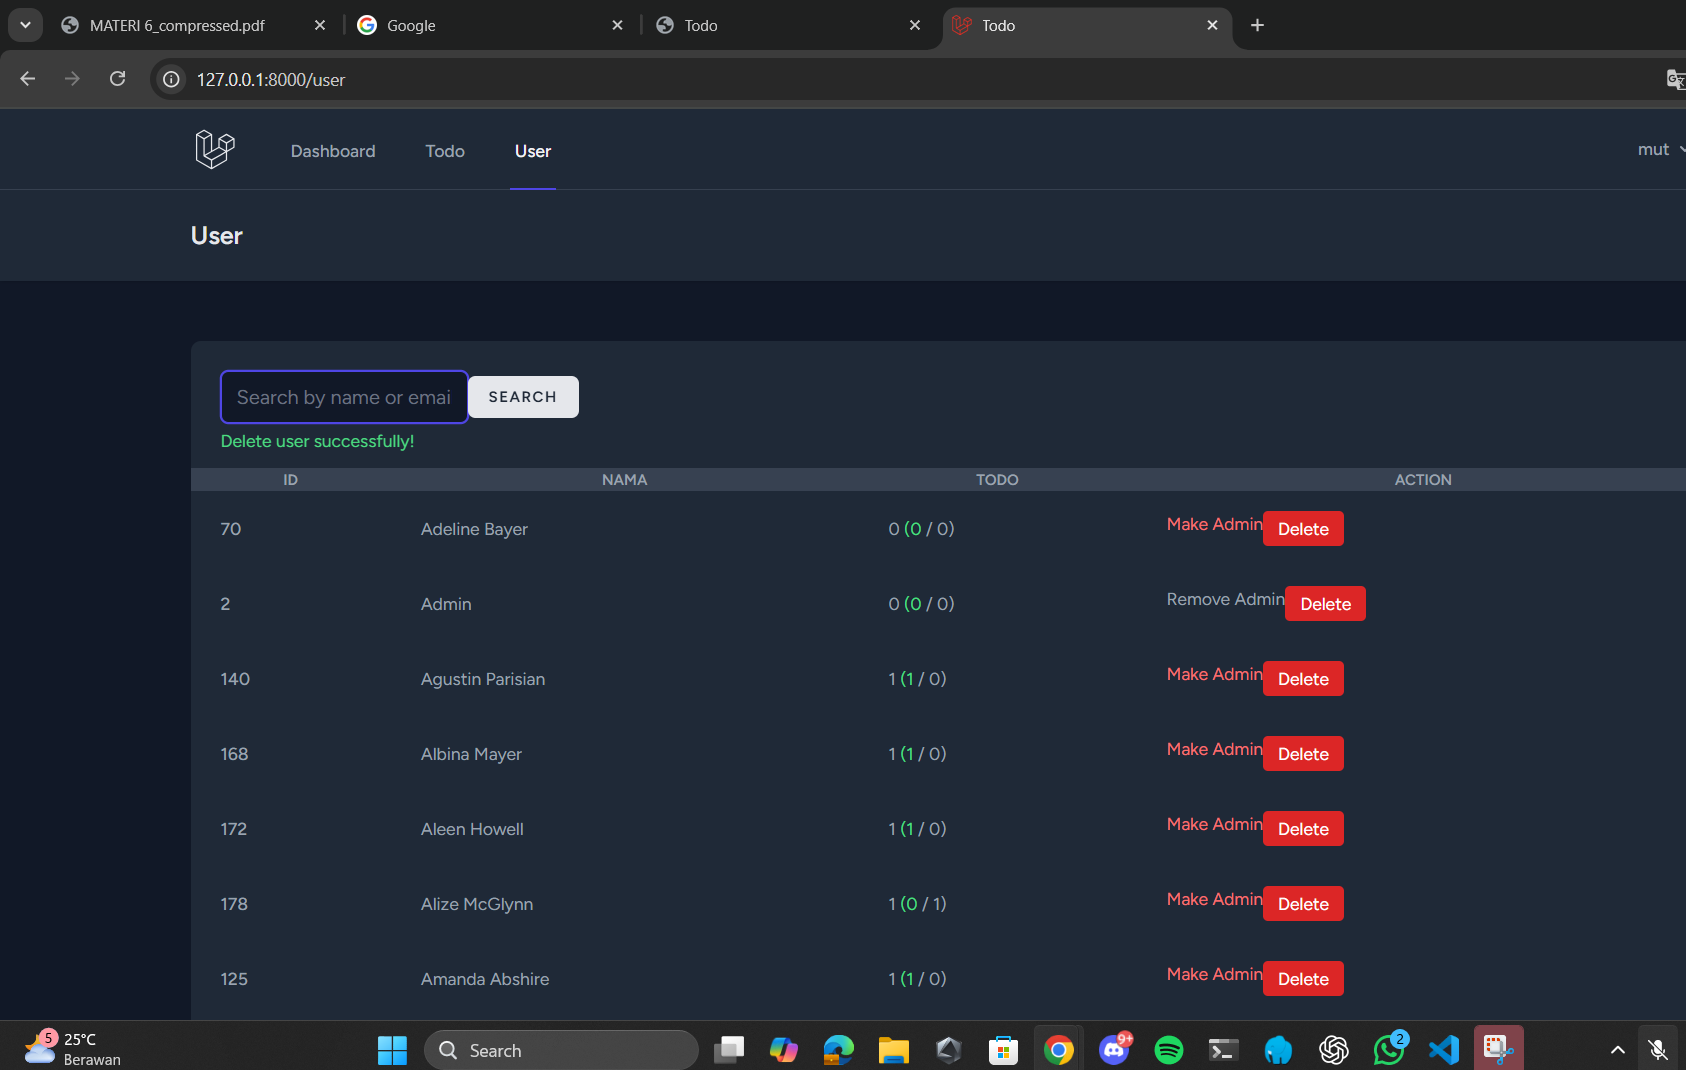 MATERI 6_compressed.pdf
Google
Todo
Todo
127.0.0.1:8000/user
Dashboard
Todo
User
mut
User
Search by name or emai
SEARCH
Delete user successfully!
ID NAMA TODO ACTION
70 Adeline Bayer 0 (0 / 0) Make Admin Delete
2 Admin 0 (0 / 0) Remove Admin Delete
140 Agustin Parisian 1 (1 / 0) Make Admin Delete
168 Albina Mayer 1 (1 / 0) Make Admin Delete
172 Aleen Howell 1 (1 / 0) Make Admin Delete
178 Alize McGlynn 1 (0 / 1) Make Admin Delete
125 Amanda Abshire 1 (1 / 0) Make Admin Delete
5
25°C
Berawan
Search
9+
2